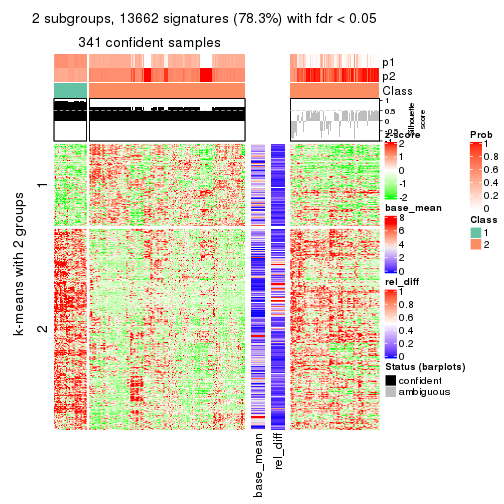 2 subgroups, 13662 signatures (78.3%) with fdr < 0.05
341 confident samples
p1
p2
Class
1
0.5
0
-0.5
-1
Silhouette
score
k-means with 2 groups
1
2
base_mean
rel_diff
z-score
2
1
0
-1
-2
base_mean
8
6
4
2
0
rel_diff
1
0.8
0.6
0.4
0.2
0
Status (barplots)
confident
ambiguous
Prob
1
0.8
0.6
0.4
0.2
0
Class
1
2